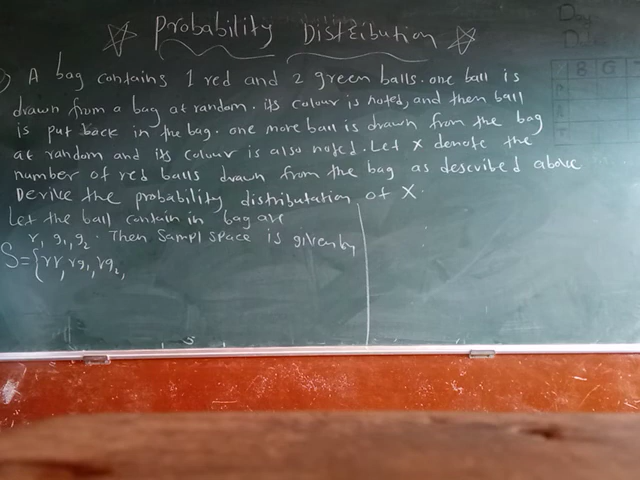 Probability Distribution
A bag contains 1 red and 2 green balls. one ball is
drawn from a bag at random. its colour is noted, and then ball
is put back in the bag. one more ball is drawn from the bag
at random and its colour is also noted. Let x denote the
number of red balls drawn from the bag as described above
Derive the probability distributation of X.
Let the ball contain in bag are
r, g1, g2. Then Sampl space is given by
S={rr, rg1, rg2,
Day
Date
B G T